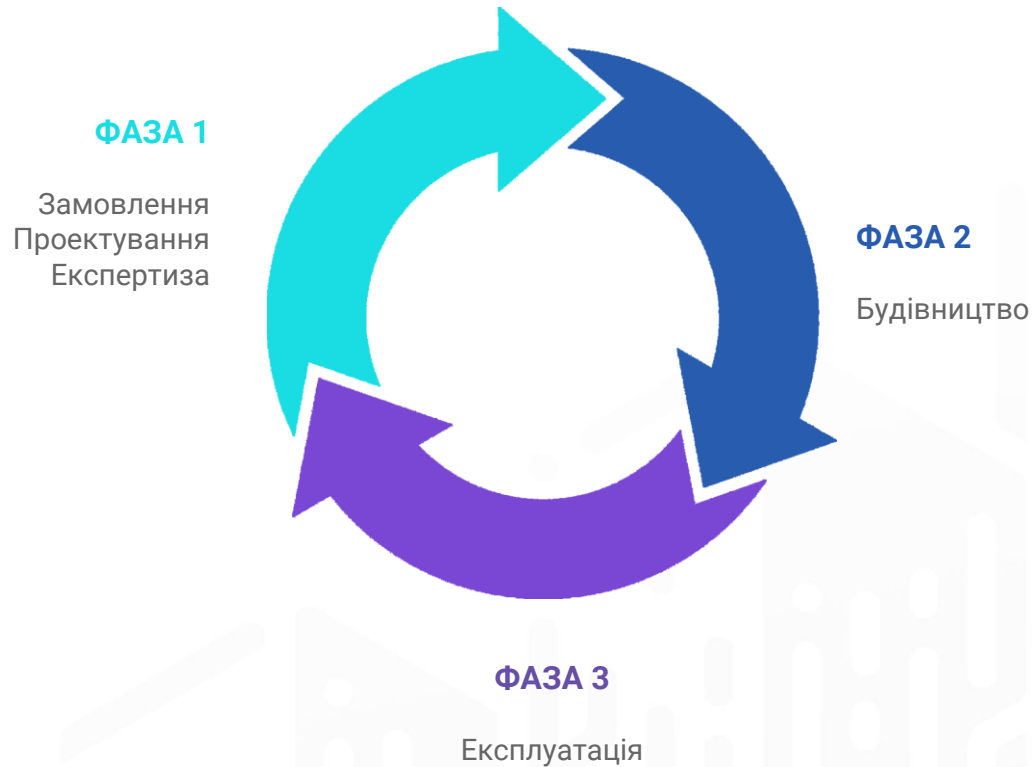 ФАЗА 1
Замовлення
Проектування
Експертиза
ФАЗА 2
Будівництво
ФАЗА 3
Експлуатація